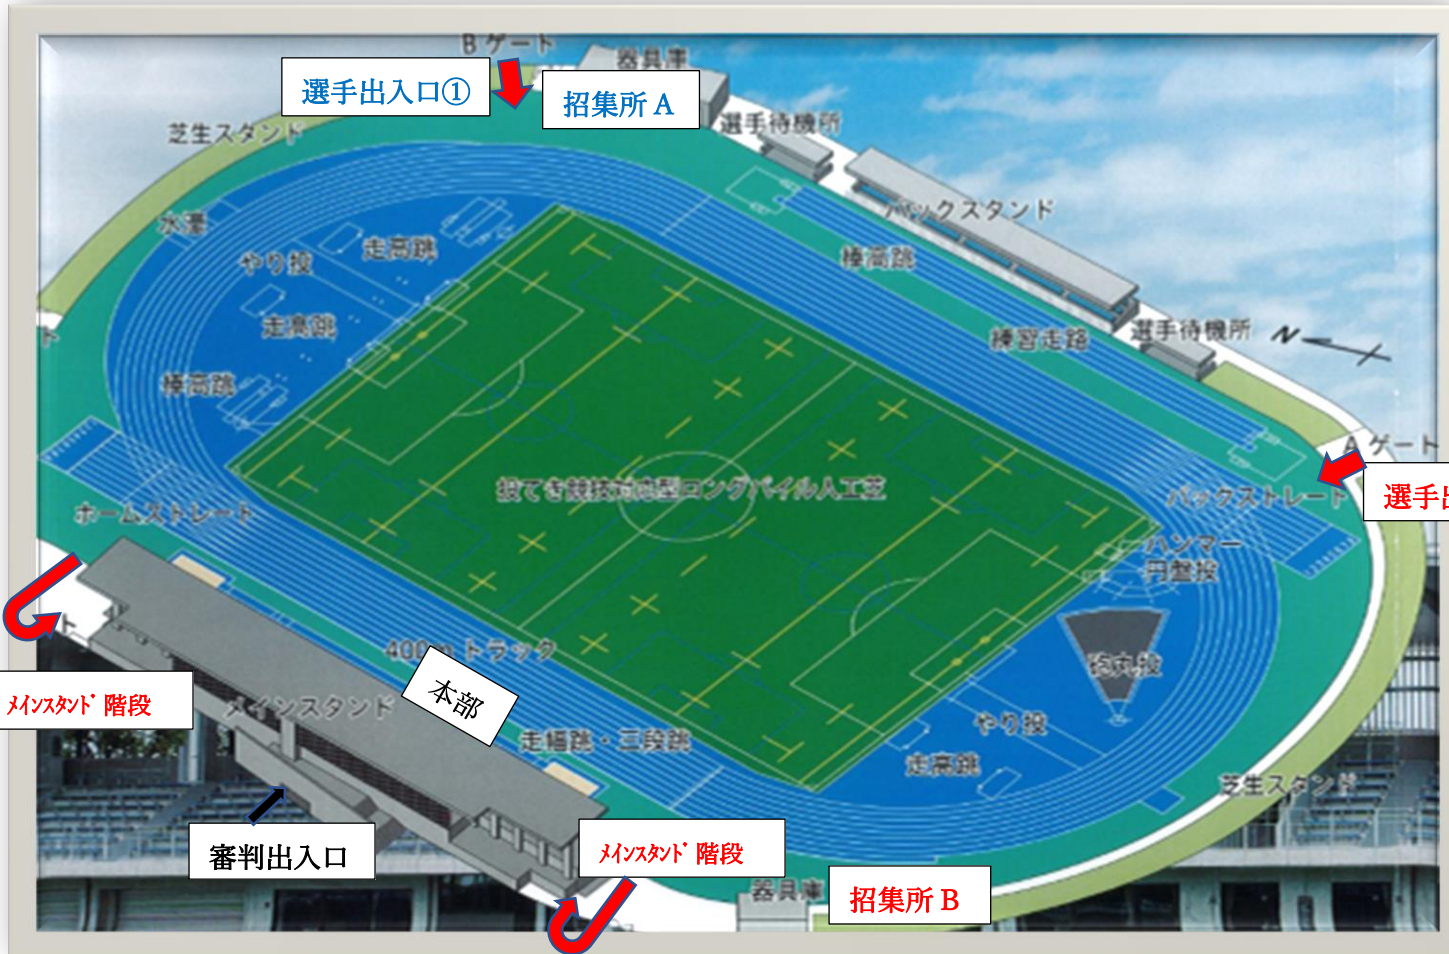 Bゲート
器具庫
選手出入口①
招集所A
選手待機所
芝生スタンド
バックスタンド
水濠
走高跳
やり投
棒高跳
走高跳
練習走路
選手待機所
N
棒高跳
Aゲート
投てき競技対応型ロングパイル人工芝
バックストレート
選手出
ホームストレート
ハンマー
円盤投
ト
ト
400mトラック
砲丸投
メインスタンド階段
本部
メインスタンド
やり投
走幅跳・三段跳
走高跳
芝生スタンド
審判出入口
メインスタンド階段
器具庫
招集所B